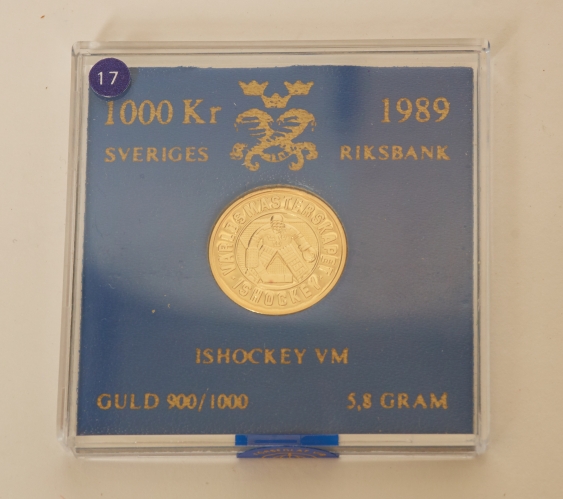 17
1000 Kr 1989
SVERIGES RIKSBANK
VÄRLDSMÄSTERSKAPET
ISHOCKEY
ISHOCKEY VM
GULD 900/1000 5,8 GRAM